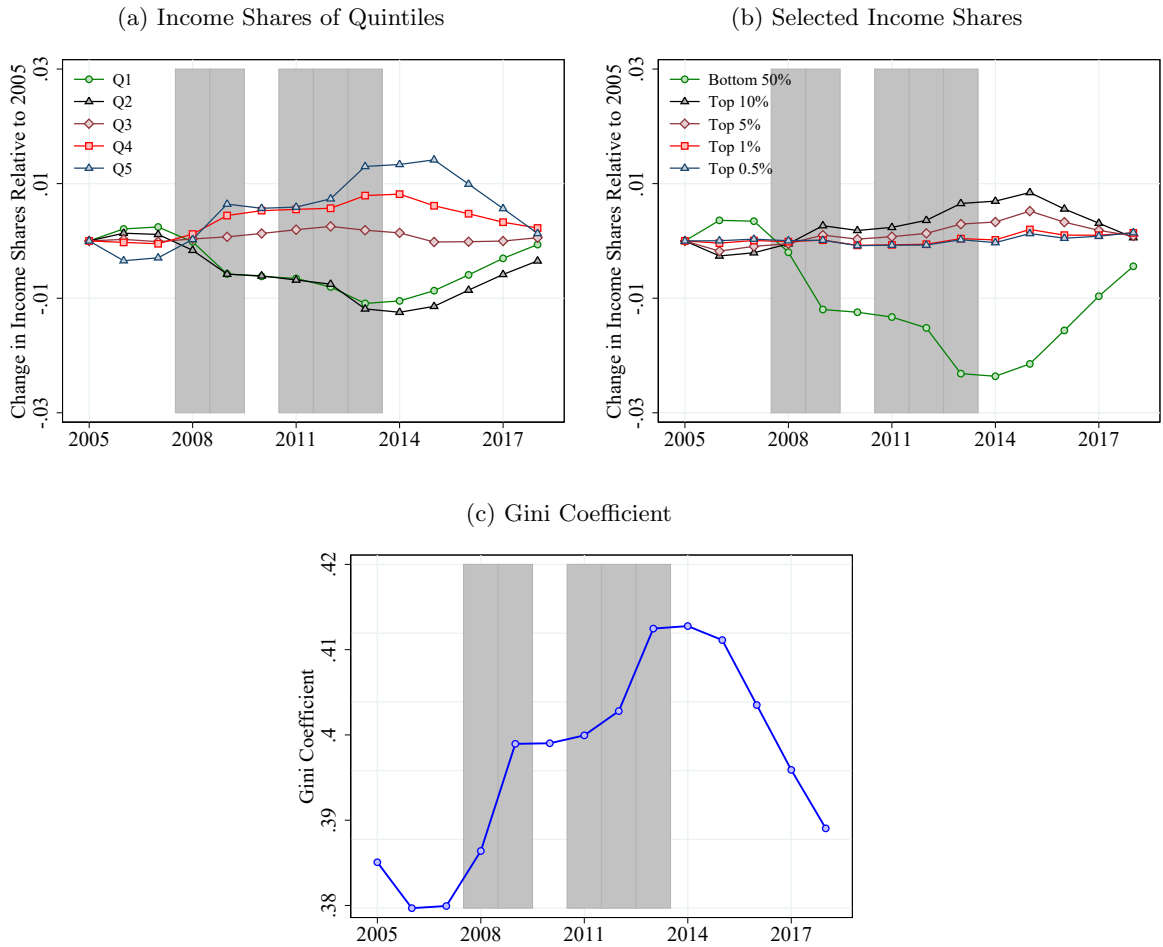 (a) Income Shares of Quintiles
Change in Income Shares Relative to 2005
.03
.01
-.01
-.03
Q1
Q2
Q3
Q4
Q5
2005 2008 2011 2014 2017
(b) Selected Income Shares
Change in Income Shares Relative to 2005
.03
.01
-.01
-.03
Bottom 50%
Top 10%
Top 5%
Top 1%
Top 0.5%
2005 2008 2011 2014 2017
(c) Gini Coefficient
Gini Coefficient
.42
.41
.4
.39
.38
2005 2008 2011 2014 2017